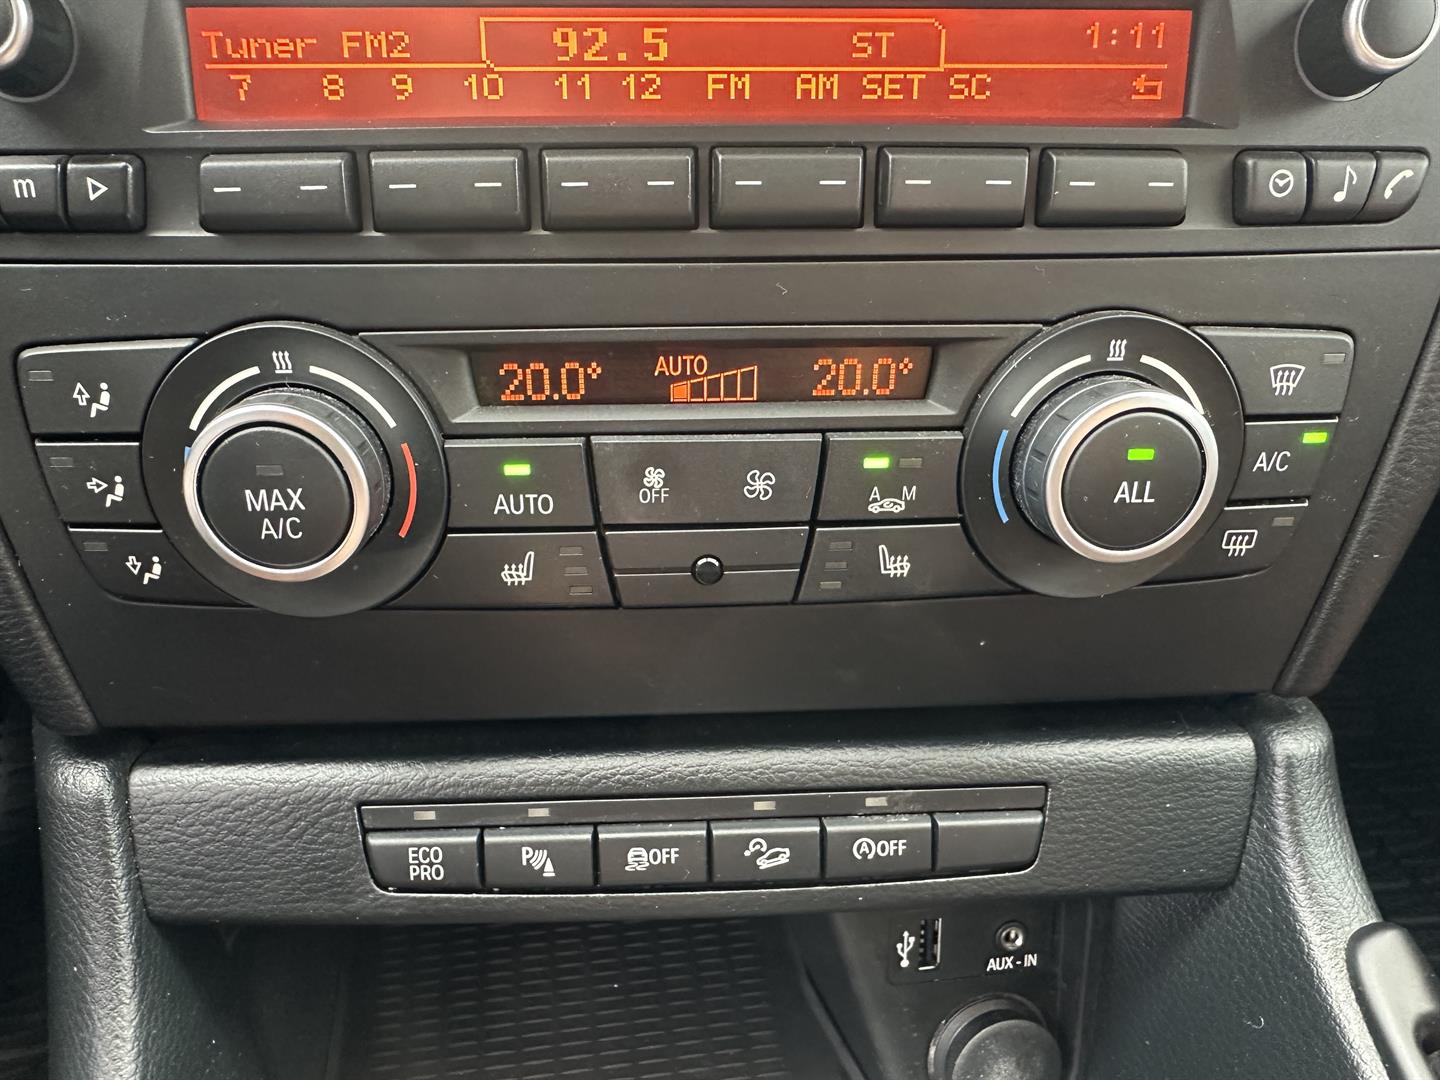 Tuner FM2 92.5 ST 1:11
7 8 9 10 11 12 FM AM SET SC
m
20.0° AUTO 20.0°
MAX
A/C
AUTO
OFF
A M
ALL
A/C
ECO
PRO
P
OFF
A OFF
AUX-IN